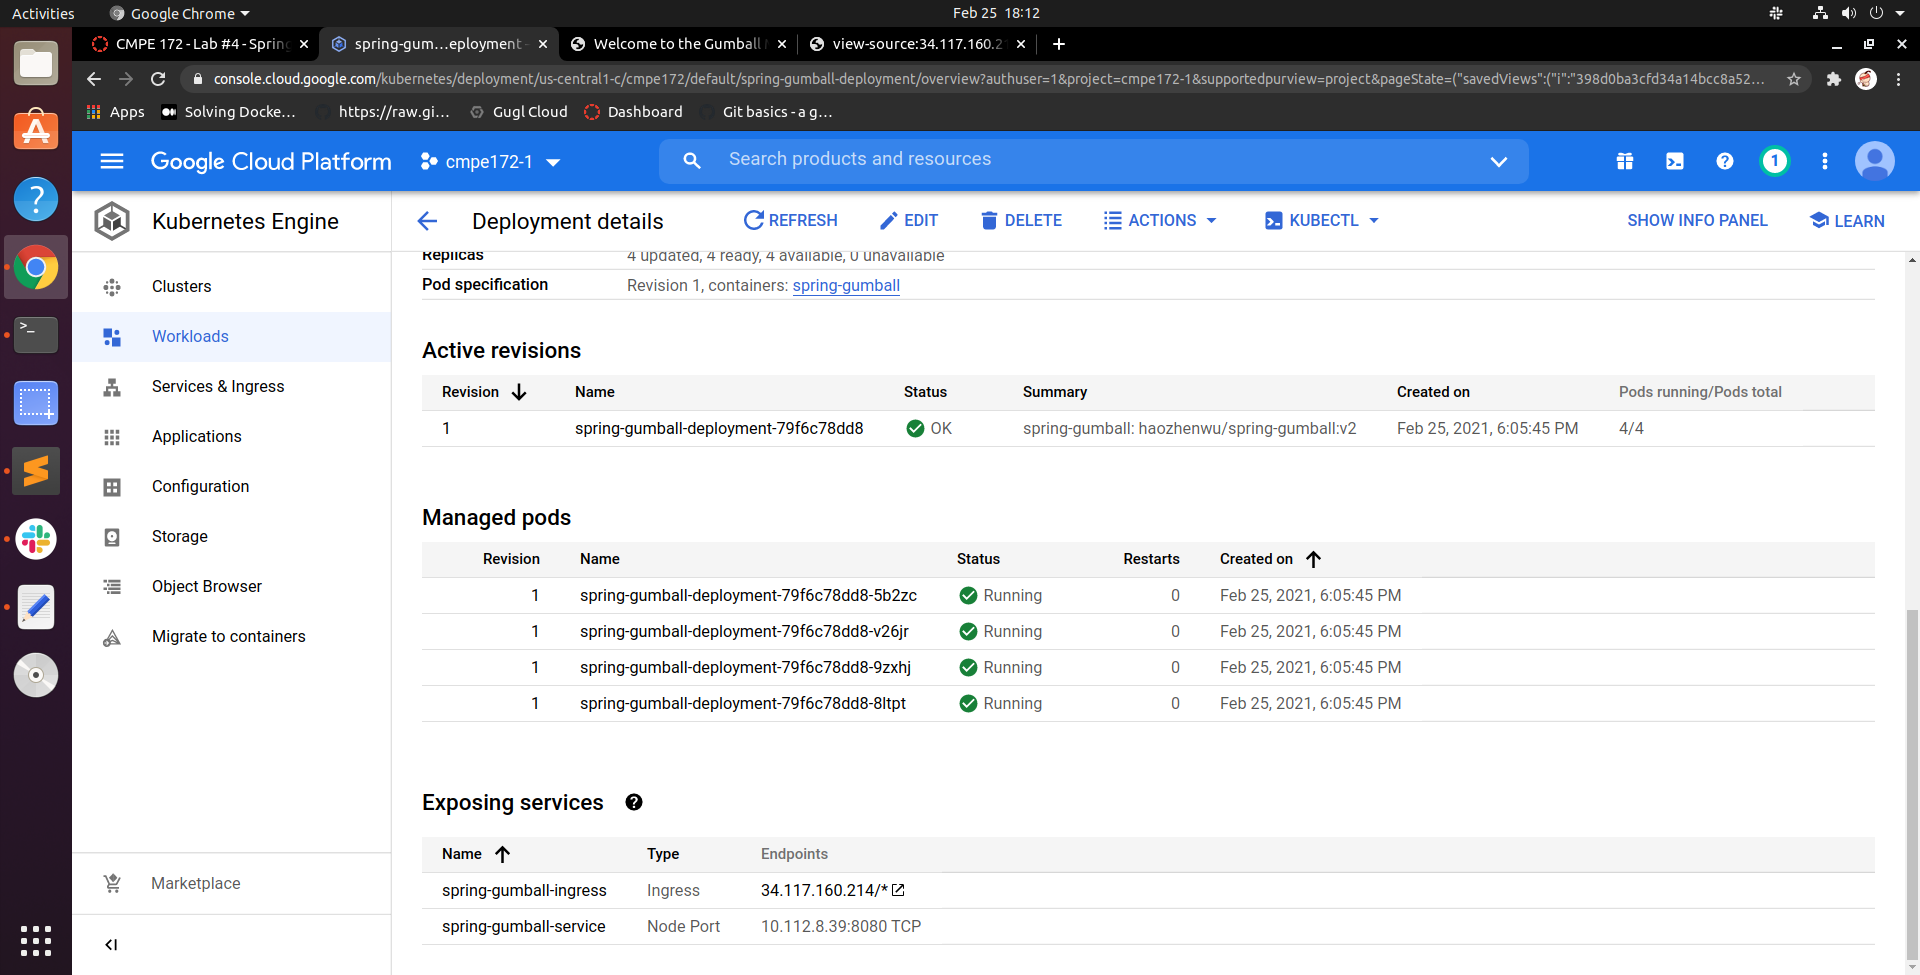 Activities Google Chrome Feb 25 18:12
CMPE 172 - Lab #4 - Spring spring-gum...eployment - Welcome to the Gumball view-source:34.117.160.21
console.cloud.google.com/kubernetes/deployment/us-central1-c/cmpe172/default/spring-gumball-deployment/overview?authuser=1&project=cmpe172-1&supportedpurview=project&pageState=("savedViews":("i":"398d0ba3cfd34a14bcc8a52...
Apps Solving Docke... https://raw.gi... Gugl Cloud Dashboard Git basics - a g...
Google Cloud Platform cmpe172-1 Search products and resources 1
Kubernetes Engine Deployment details REFRESH EDIT DELETE ACTIONS KUBECTL SHOW INFO PANEL LEARN
Clusters
Workloads
Services & Ingress
Applications
Configuration
Storage
Object Browser
Migrate to containers
Marketplace
Replicas 4 updated, 4 ready, 4 available, 0 unavailable
Pod specification Revision 1, containers: spring-gumball
Active revisions
Revision Name Status Summary Created on Pods running/Pods total
1 spring-gumball-deployment-79f6c78dd8 OK spring-gumball: haozhenwu/spring-gumball:v2 Feb 25, 2021, 6:05:45 PM 4/4
Managed pods
Revision Name Status Restarts Created on
1 spring-gumball-deployment-79f6c78dd8-5b2zc Running 0 Feb 25, 2021, 6:05:45 PM
1 spring-gumball-deployment-79f6c78dd8-v26jr Running 0 Feb 25, 2021, 6:05:45 PM
1 spring-gumball-deployment-79f6c78dd8-9zxhj Running 0 Feb 25, 2021, 6:05:45 PM
1 spring-gumball-deployment-79f6c78dd8-8ltpt Running 0 Feb 25, 2021, 6:05:45 PM
Exposing services
Name Type Endpoints
spring-gumball-ingress Ingress 34.117.160.214/*
spring-gumball-service Node Port 10.112.8.39:8080 TCP